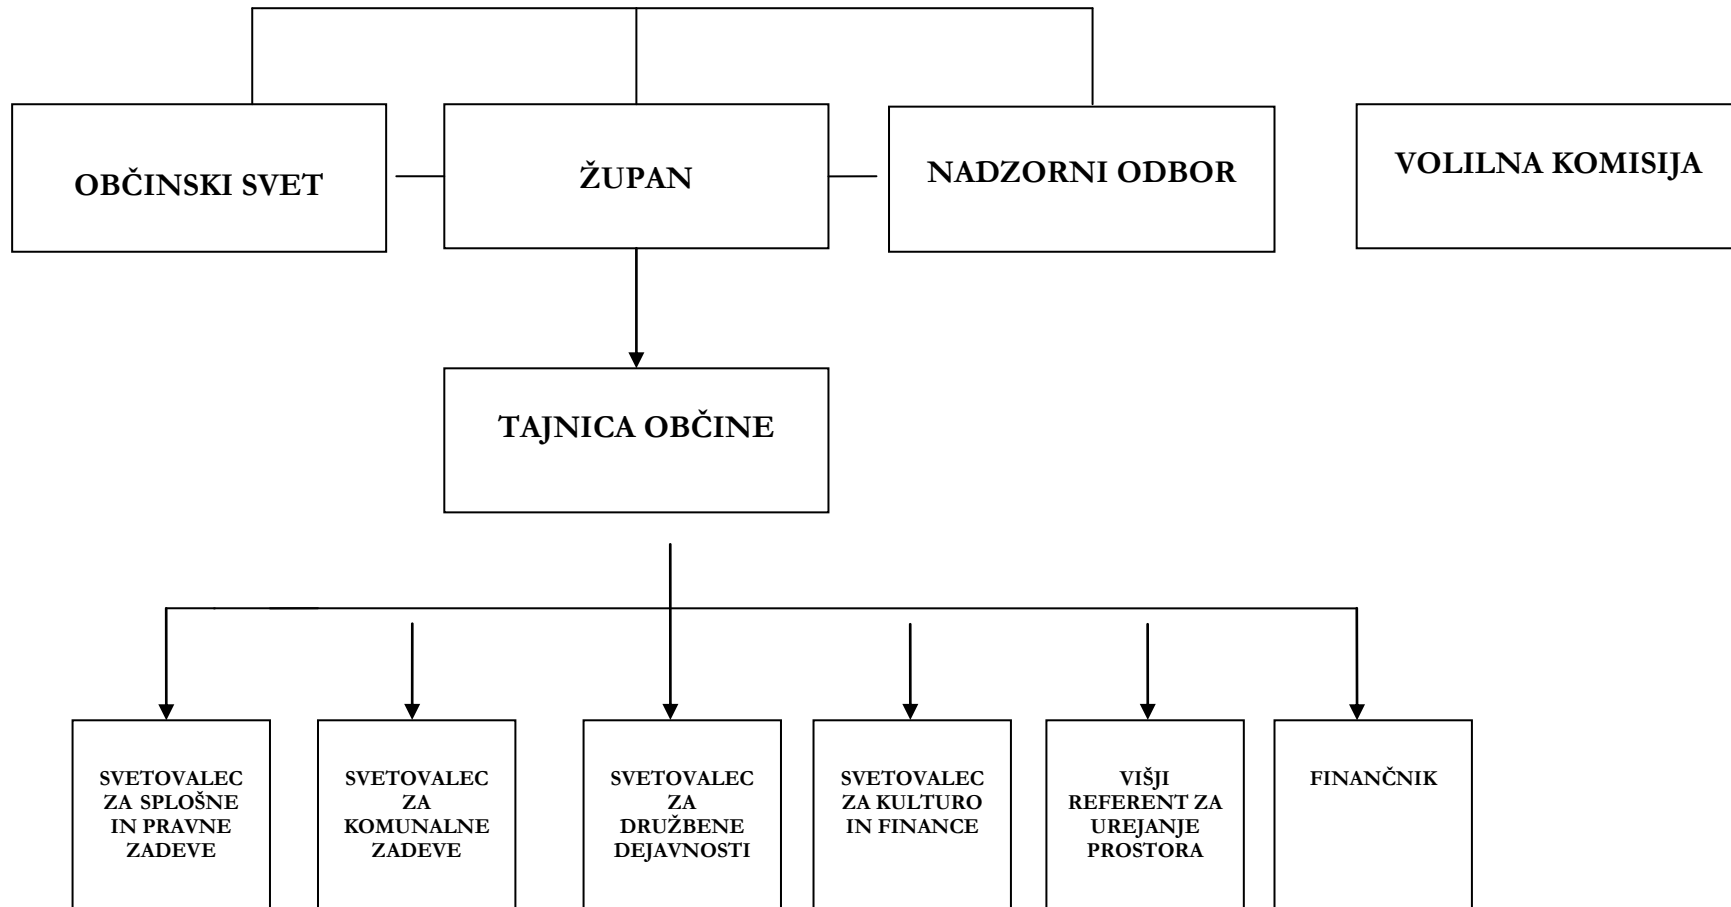 OBČINSKI SVET
ŽUPAN
NADZORNI ODBOR
VOLILNA KOMISIJA
TAJNICA OBČINE
SVETOVALEC
ZA SPLOŠNE
IN PRAVNE
ZADEVE
SVETOVALEC
ZA
KOMUNALNE
ZADEVE
SVETOVALEC
ZA
DRUŽBENE
DEJAVNOSTI
SVETOVALEC
ZA KULTURO
IN FINANCE
VIŠJI
REFERENT ZA
UREJANJE
PROSTORA
FINANČNIK